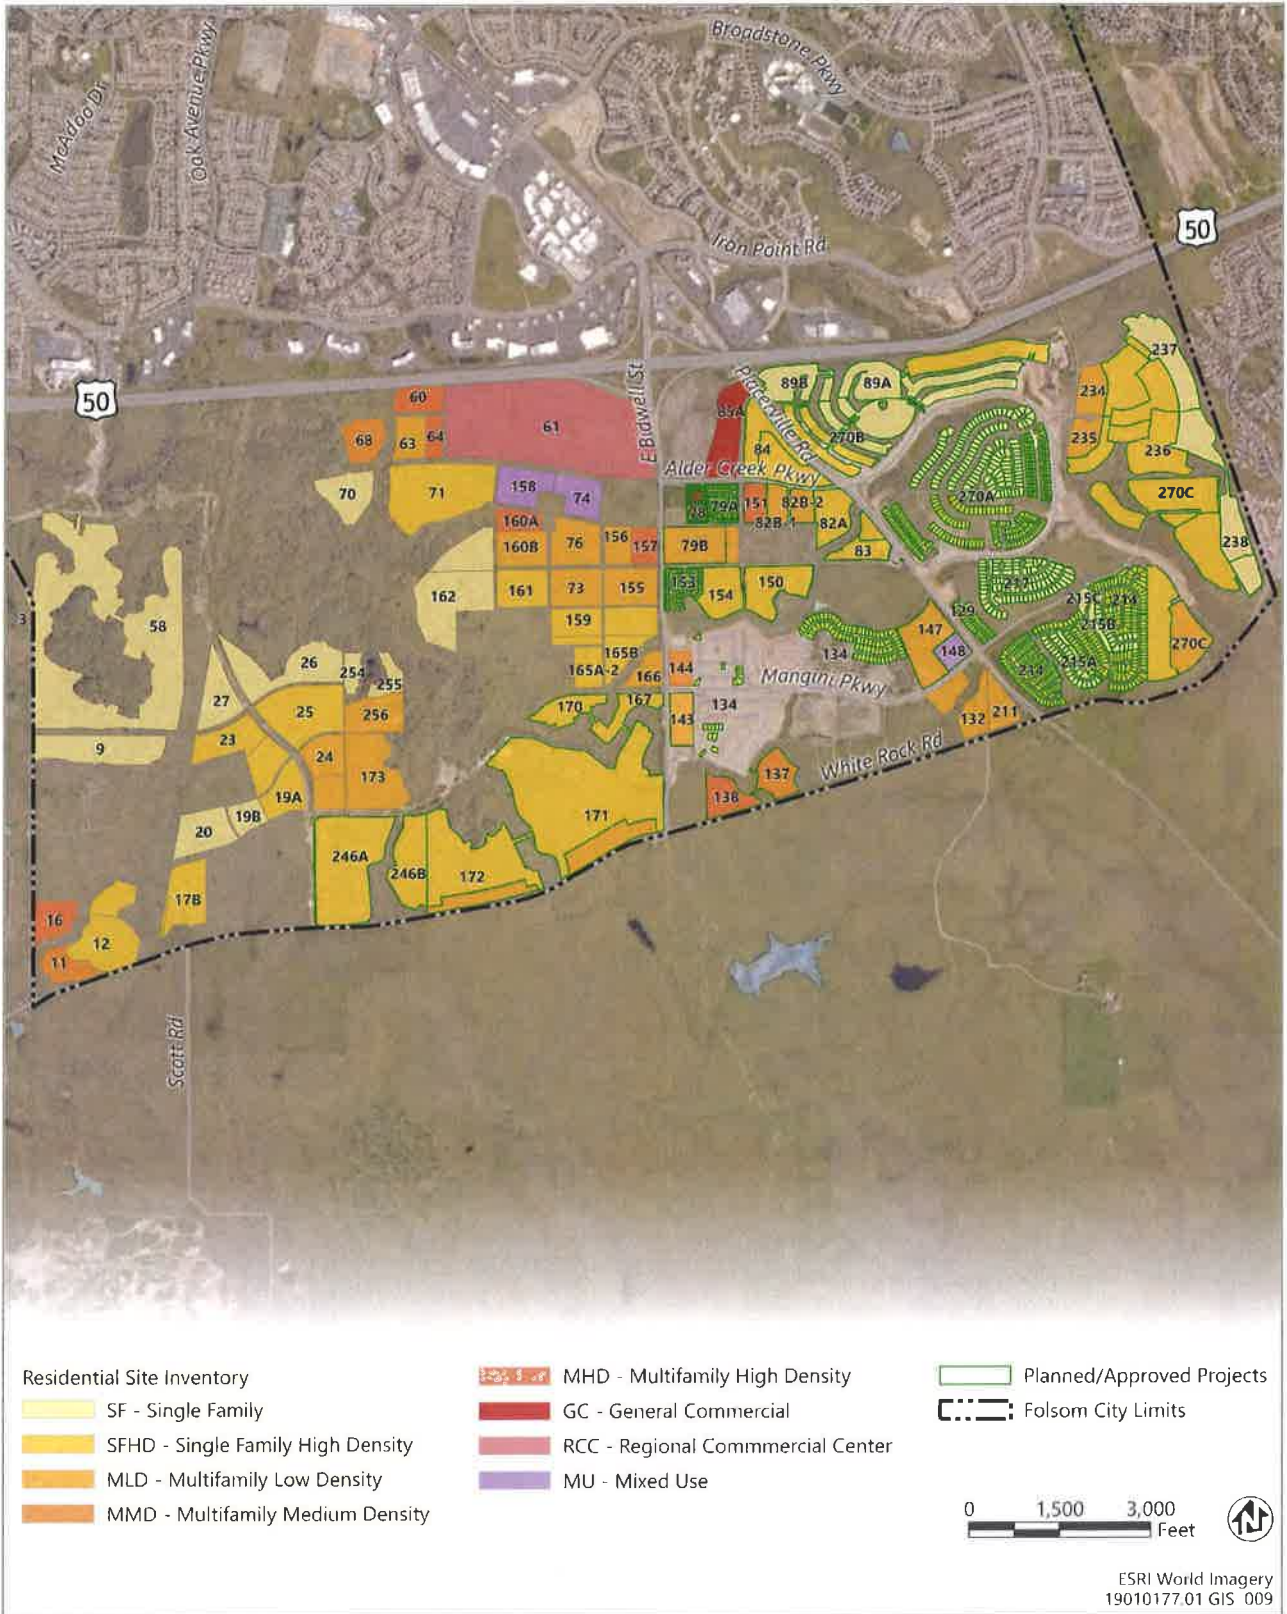 Broadstone Pkwy
McAdoo Dr
Oak Avenue Pkwy
50
Iron Point Rd
E Bidwell St
Placerville Rd
237
50
89B
89A
234
60
85A
61
68
63
64
270B
235
84
236
Alder Creek Pkwy
70
71
158
74
270A
270C
79A
151
82B-2
160A
82B-1
82A
160B
76
156
157
79B
83
238
162
161
73
155
153
154
150
217
215C
214
3
58
159
129
215B
147
134
148
270C
26
254
255
165B
165A-2
166
144
Mangini Pkwy
214
215A
27
25
256
170
167
143
134
132
211
23
9
24
173
137
White Rock Rd
19A
138
20
19B
171
246A
246B
172
17B
16
12
11
Scott Rd
Residential Site Inventory
SF - Single Family
SFHD - Single Family High Density
MLD - Multifamily Low Density
MMD - Multifamily Medium Density
MHD - Multifamily High Density
GC - General Commercial
RCC - Regional Commmercial Center
MU - Mixed Use
Planned/Approved Projects
Folsom City Limits
0 1,500 3,000
Feet
N
ESRI World Imagery
19010177.01 GIS 009